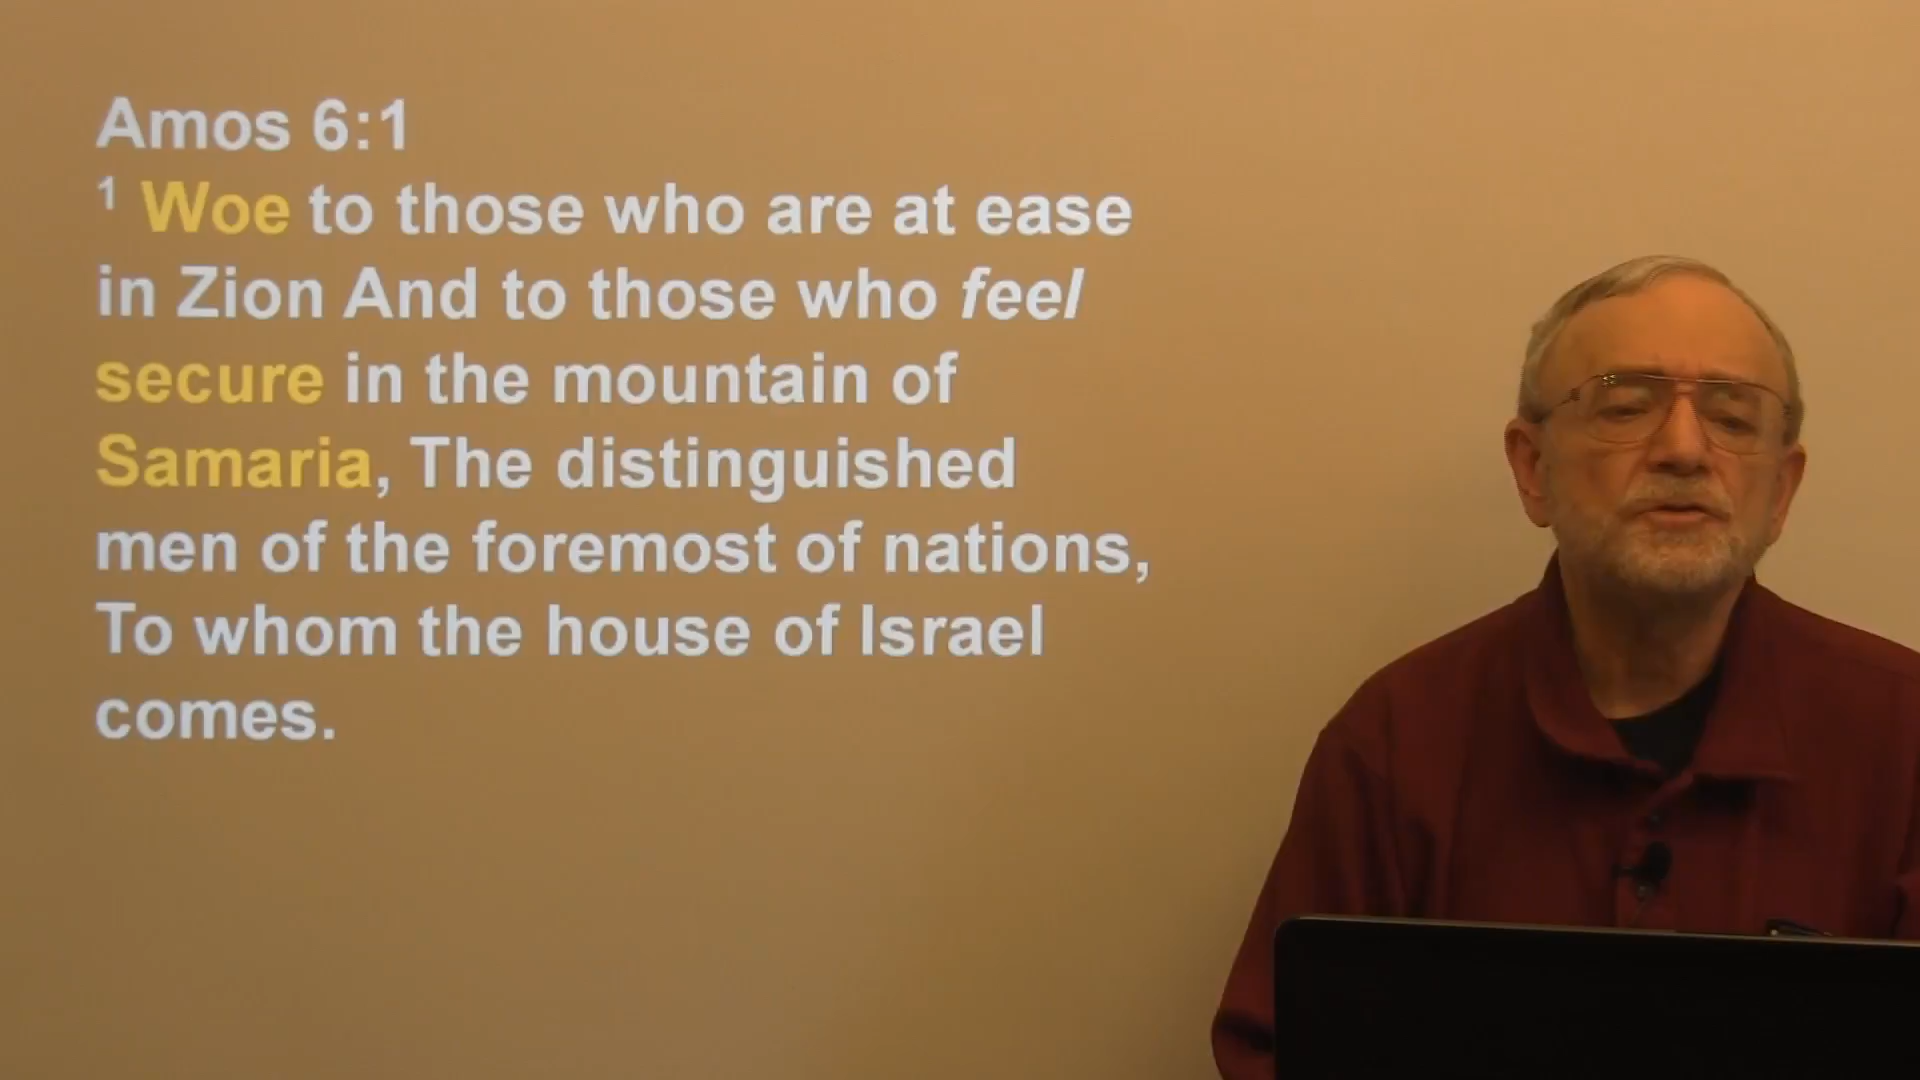 Amos 6:1
1 Woe to those who are at ease
in Zion And to those who feel
secure in the mountain of
Samaria, The distinguished
men of the foremost of nations,
To whom the house of Israel
comes.